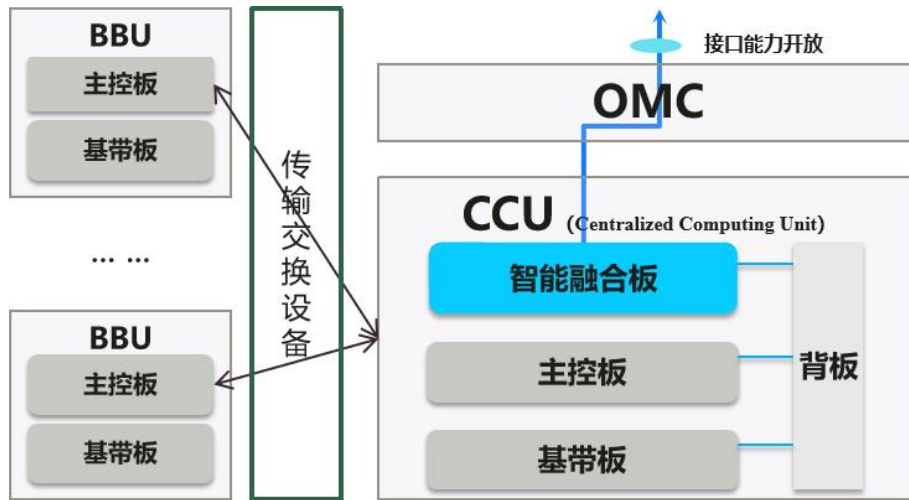 BBU
主控板
基带板
... ...
BBU
主控板
基带板
传输交换设备
接口能力开放
OMC
CCU (Centralized Computing Unit)
智能融合板
主控板
基带板
背板